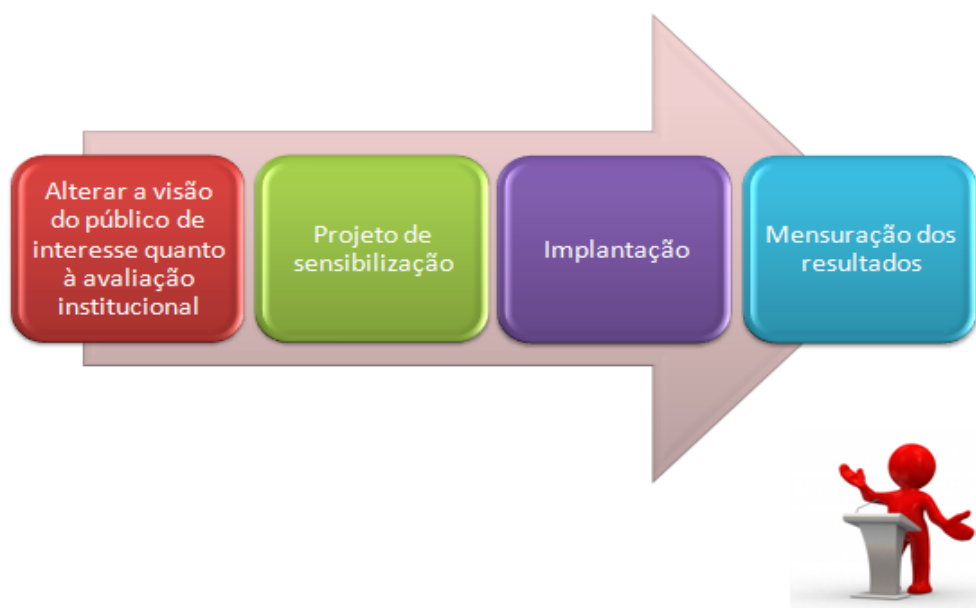 Alterar a visão
do público de
interesse quanto
à avaliação
institucional
Projeto de
sensibilização
Implantação
Mensuração dos
resultados